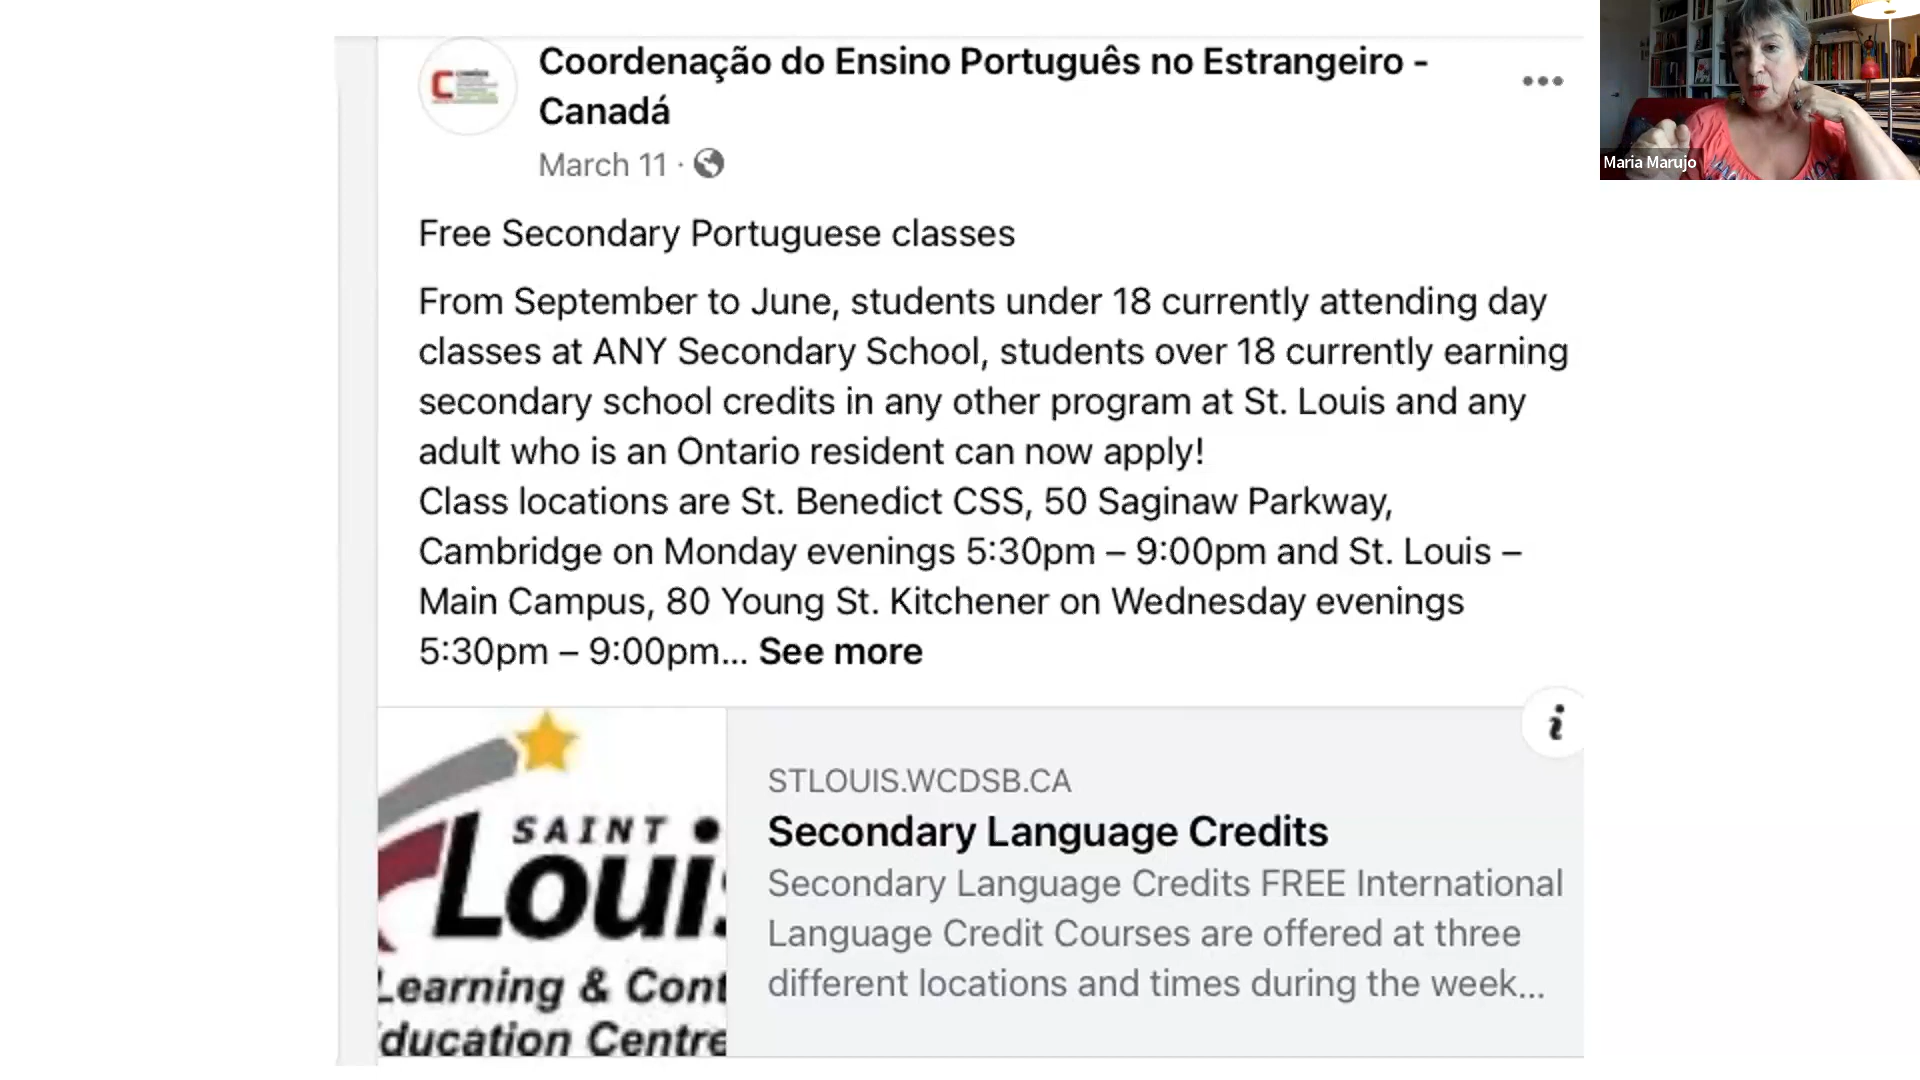 Coordenação do Ensino Português no Estrangeiro -
Canadá
March 11 ·
Free Secondary Portuguese classes
From September to June, students under 18 currently attending day
classes at ANY Secondary School, students over 18 currently earning
secondary school credits in any other program at St. Louis and any
adult who is an Ontario resident can now apply!
Class locations are St. Benedict CSS, 50 Saginaw Parkway,
Cambridge on Monday evenings 5:30pm – 9:00pm and St. Louis –
Main Campus, 80 Young St. Kitchener on Wednesday evenings
5:30pm – 9:00pm... See more
SAINT
Louis
Learning & Cont
ducation Centre
STLOUIS.WCDSB.CA
Secondary Language Credits
Secondary Language Credits FREE International
Language Credit Courses are offered at three
different locations and times during the week...
Maria Marujo